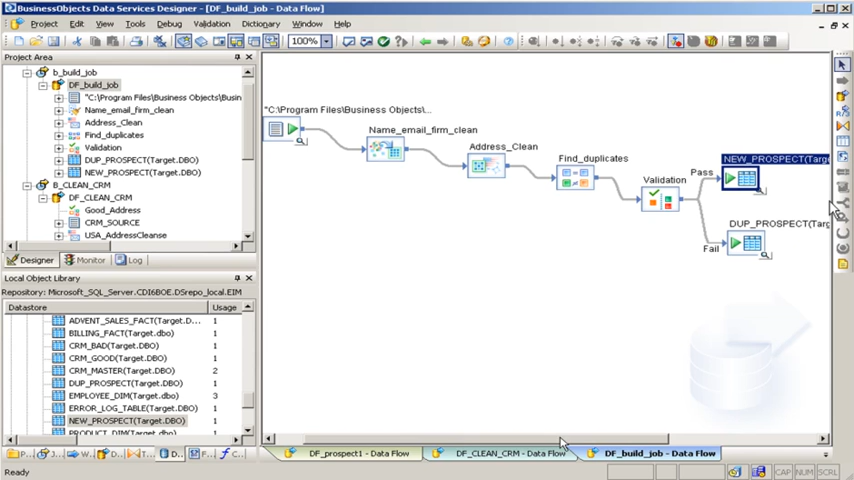 BusinessObjects Data Services Designer - [DF_build_job - Data Flow]
Project Edit View Tools Debug Validation Dictionary Window Help
100%
Project Area
b_build_job
DF_build_job
"C:\Program Files\Business Objects\Busin
Name_email_firm_clean
Address_Clean
Find_duplicates
Validation
DUP_PROSPECT(Target.DBO)
NEW_PROSPECT(Target.DBO)
B_CLEAN_CRM
DF_CLEAN_CRM
Good_Address
CRM_SOURCE
USA_AddressCleanse
Designer Monitor Log
Local Object Library
Repository: Microsoft_SQL_Server.CDI6BOE.DSrepo_local.EIM
Datastore Usage
ADVENT_SALES_FACT(Target.D... 1
BILLING_FACT(Target.dbo) 1
CRM_BAD(Target.DBO) 1
CRM_GOOD(Target.DBO) 1
CRM_MASTER(Target.DBO) 2
DUP_PROSPECT(Target.DBO) 1
EMPLOYEE_DIM(Target.dbo) 3
ERROR_LOG_TABLE(Target.DBO) 1
NEW_PROSPECT(Target.DBO) 1
PRODUCT_DIM(Target.dbo) 1
P... J... W... D... T... D... F... C...
"C:\Program Files\Business Objects\...
Name_email_firm_clean
Address_Clean
Find_duplicates
Validation
Pass
NEW_PROSPECT(Targe
Fail
DUP_PROSPECT(Targ
DF_prospect1 - Data Flow DF_CLEAN_CRM - Data Flow DF_build_job - Data Flow
Ready
CAP NUM SCRL